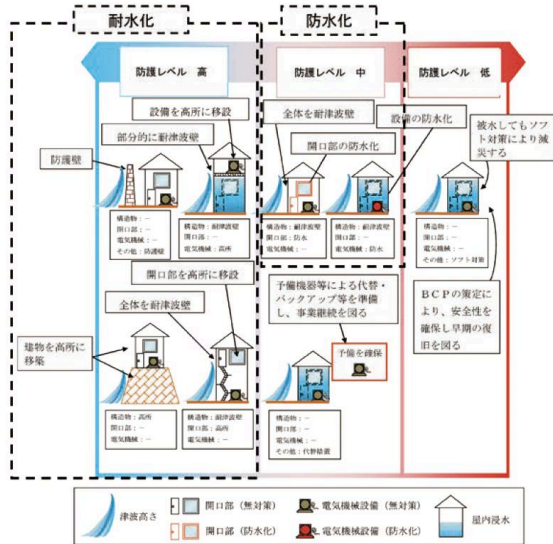 耐水化
防水化
防護レベル 高
防護レベル 中
防護レベル 低
設備を高所に移設
部分的に耐津波壁
防護壁
全体を耐津波壁
開口部の防水化
設備の防水化
被水してもソフ
ト対策により減
災する
構造物:-
開口部:-
電気機械:-
その他:防護壁
構造物:耐津波壁
開口部:-
電気機械:高所
構造物:耐津波壁
開口部:防水
電気機械:-
構造物:耐津波壁
開口部:-
電気機械:防水
構造物:-
開口部:-
電気機械:-
その他:ソフト対策
開口部を高所に移設
全体を耐津波壁
建物を高所に
移築
予備機器等による代替・
バックアップ等を準備
し、事業継続を図る
予備を確保
BCPの策定に
より、安全性を
確保し早期の復
旧を図る
構造物:高所
開口部:-
電気機械:-
構造物:耐津波壁
開口部:高所
電気機械:-
構造物:-
開口部:-
電気機械:-
その他:代替措置
津波高さ
開口部(無対策)
開口部(防水化)
電気機械設備(無対策)
電気機械設備(防水化)
屋内浸水